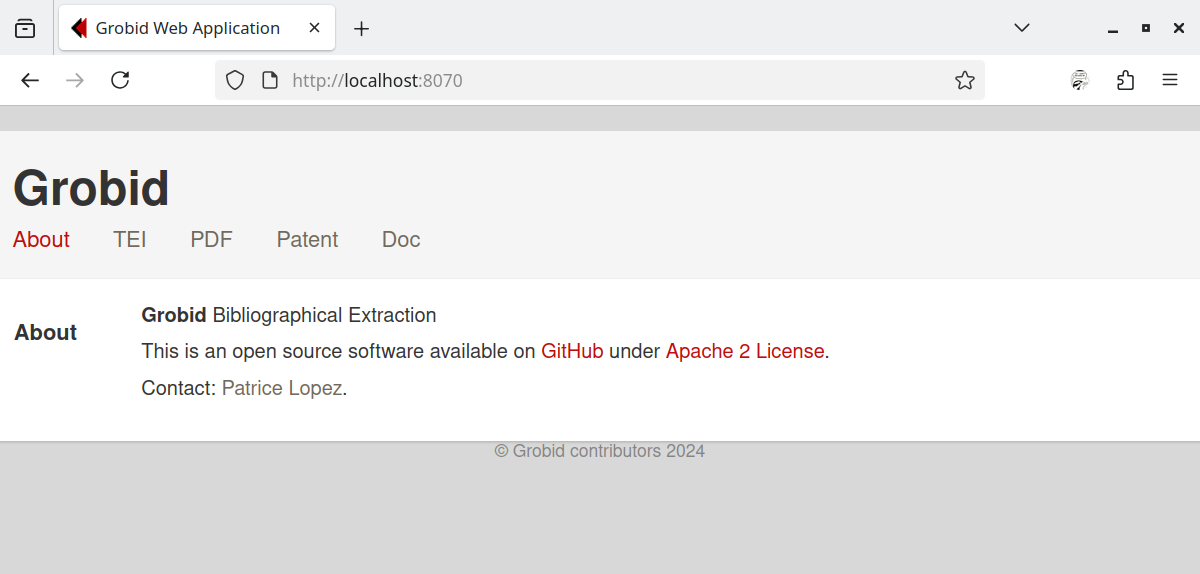 Grobid Web Application
http://localhost:8070
Grobid
About TEI PDF Patent Doc
About
Grobid Bibliographical Extraction
This is an open source software available on GitHub under Apache 2 License.
Contact: Patrice Lopez.
© Grobid contributors 2024